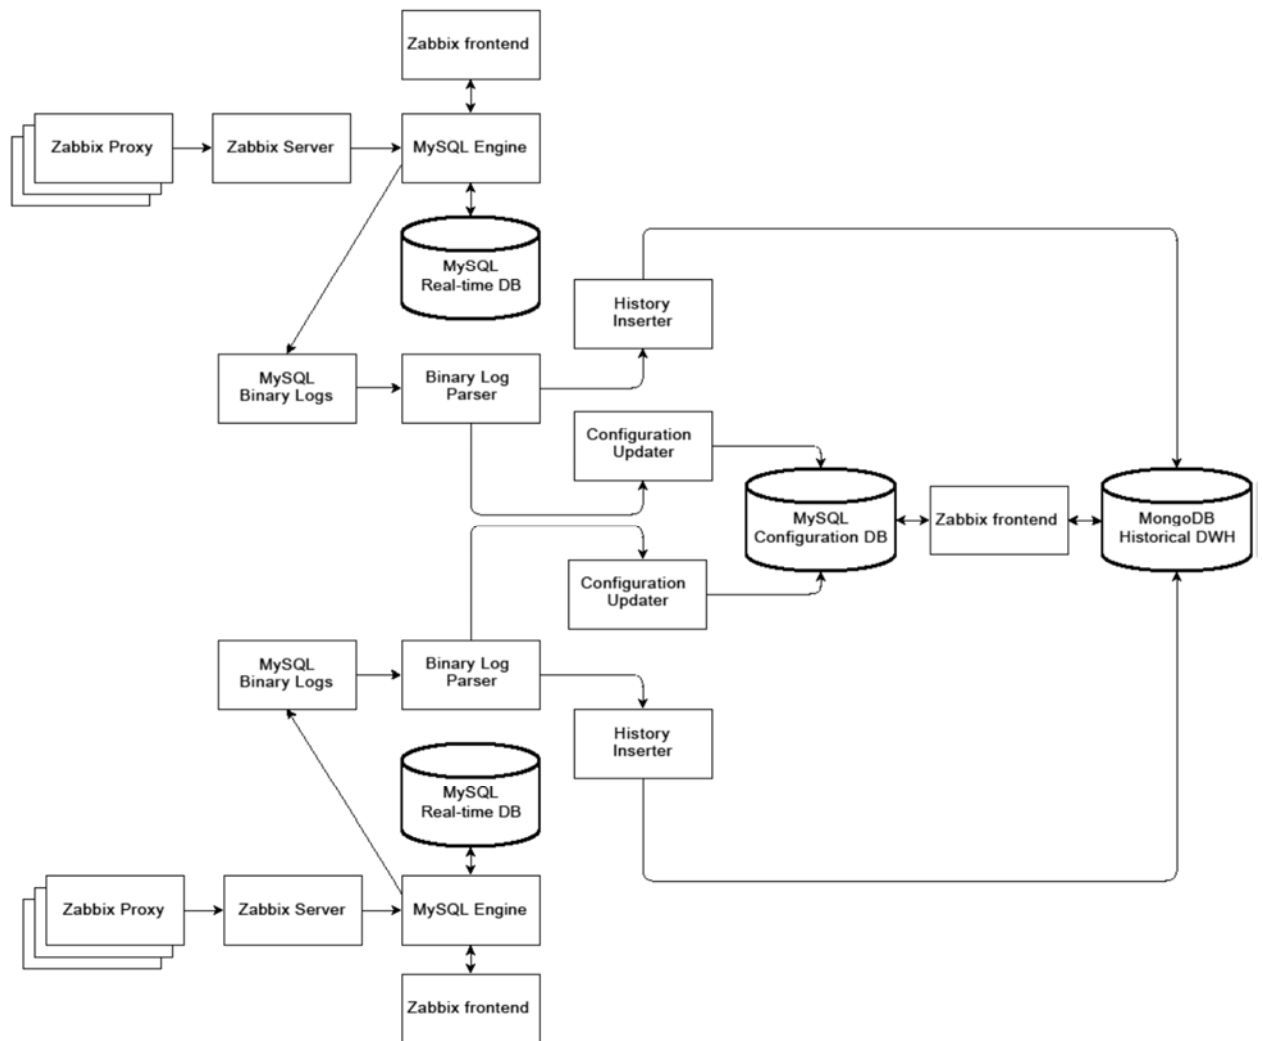 Zabbix frontend
Zabbix Proxy
Zabbix Server
MySQL Engine
MySQL
Real-time DB
History
Inserter
MySQL
Binary Logs
Binary Log
Parser
Configuration
Updater
MySQL
Configuration DB
Zabbix frontend
MongoDB
Historical DWH
Configuration
Updater
MySQL
Binary Logs
Binary Log
Parser
History
Inserter
MySQL
Real-time DB
Zabbix Proxy
Zabbix Server
MySQL Engine
Zabbix frontend